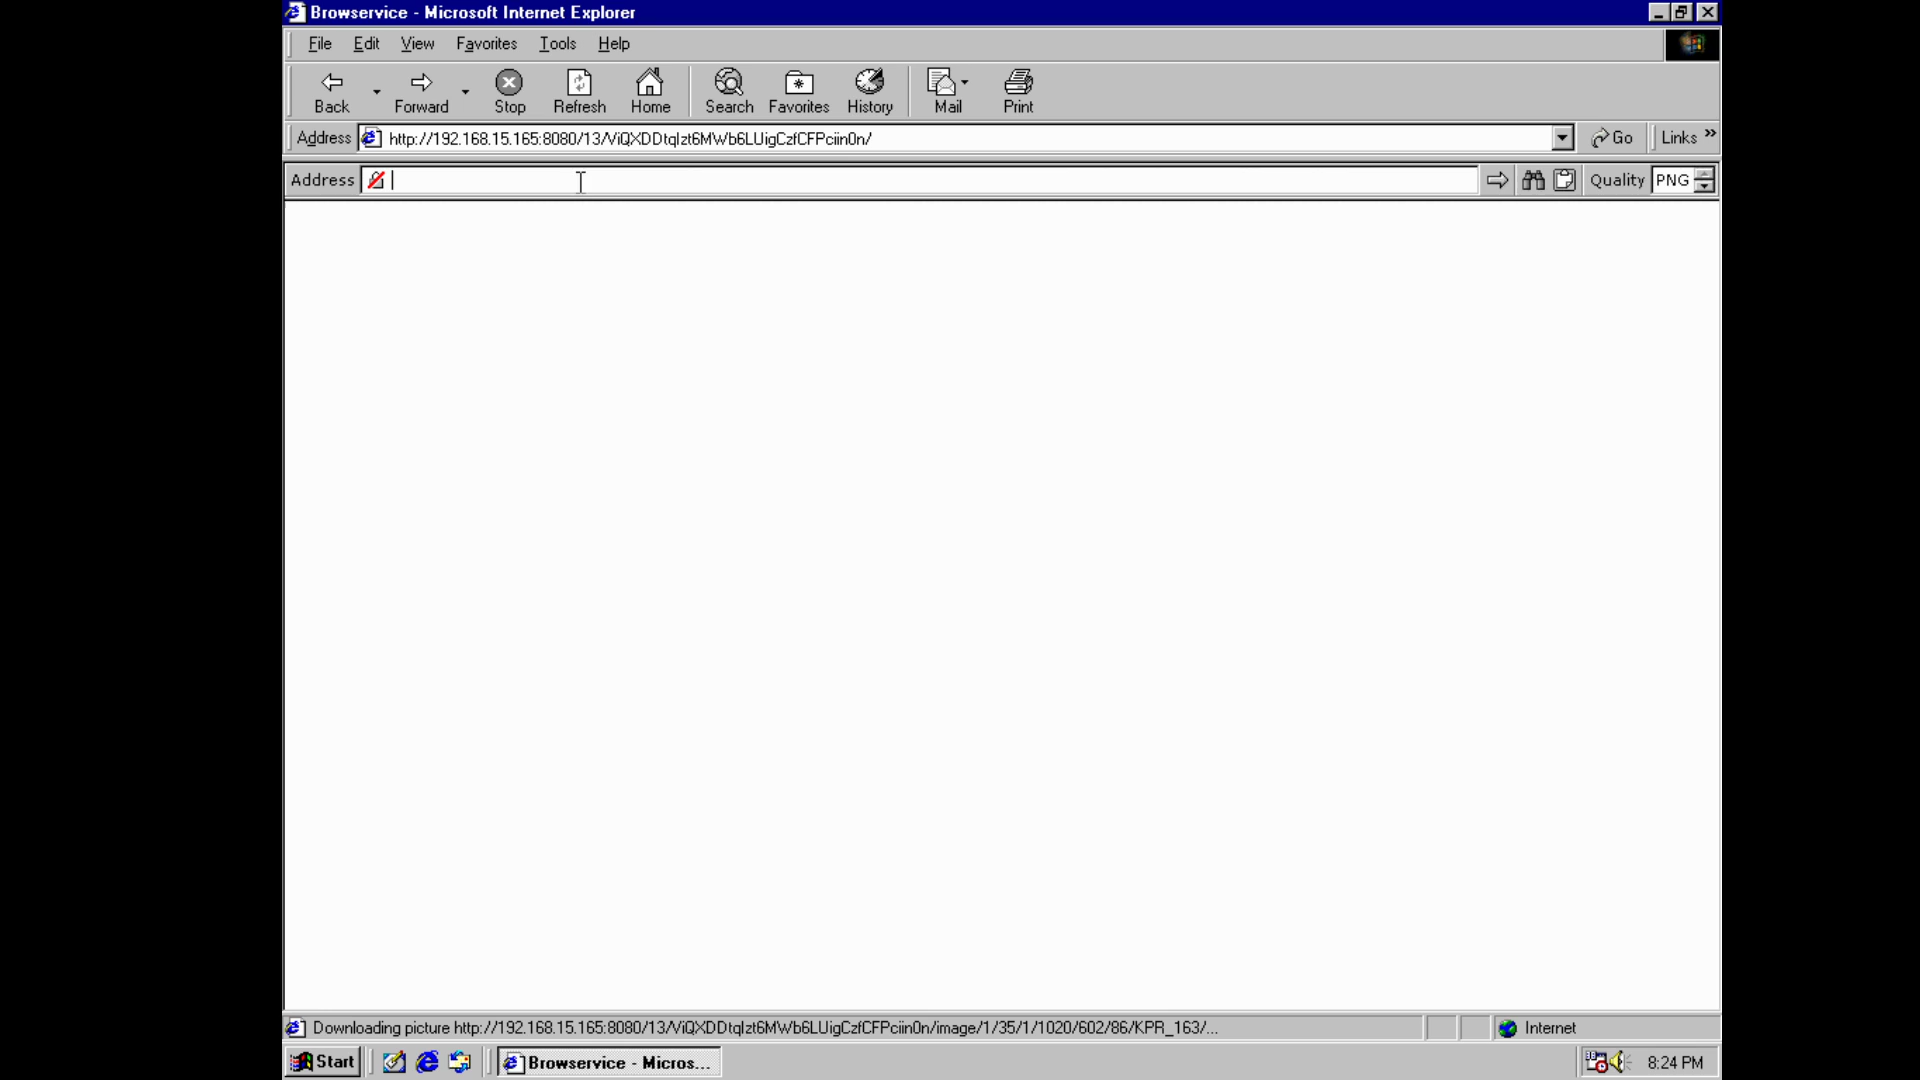 Browservice - Microsoft Internet Explorer
File Edit View Favorites Tools Help
Back Forward Stop Refresh Home Search Favorites History Mail Print
Address http://192.168.15.165:8080/13/ViQXDDtqIzt6MWb6LUigCzfCFPciin0n/ Go Links »
Address Quality PNG
Downloading picture http://192.168.15.165:8080/13/ViQXDDtqIzt6MWb6LUigCzfCFPciin0n/image/1/35/1/1020/602/86/KPR_163/... Internet
Start Browservice - Micros... 8:24 PM